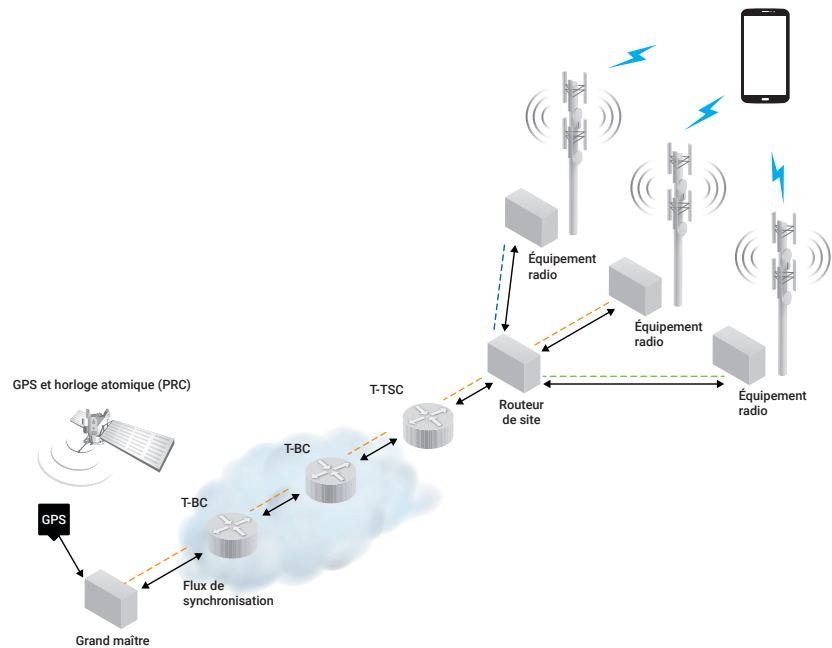 Équipement
radio
Équipement
radio
Équipement
radio
GPS et horloge atomique (PRC)
T-TSC
Routeur
de site
T-BC
T-BC
GPS
Flux de
synchronisation
Grand maître